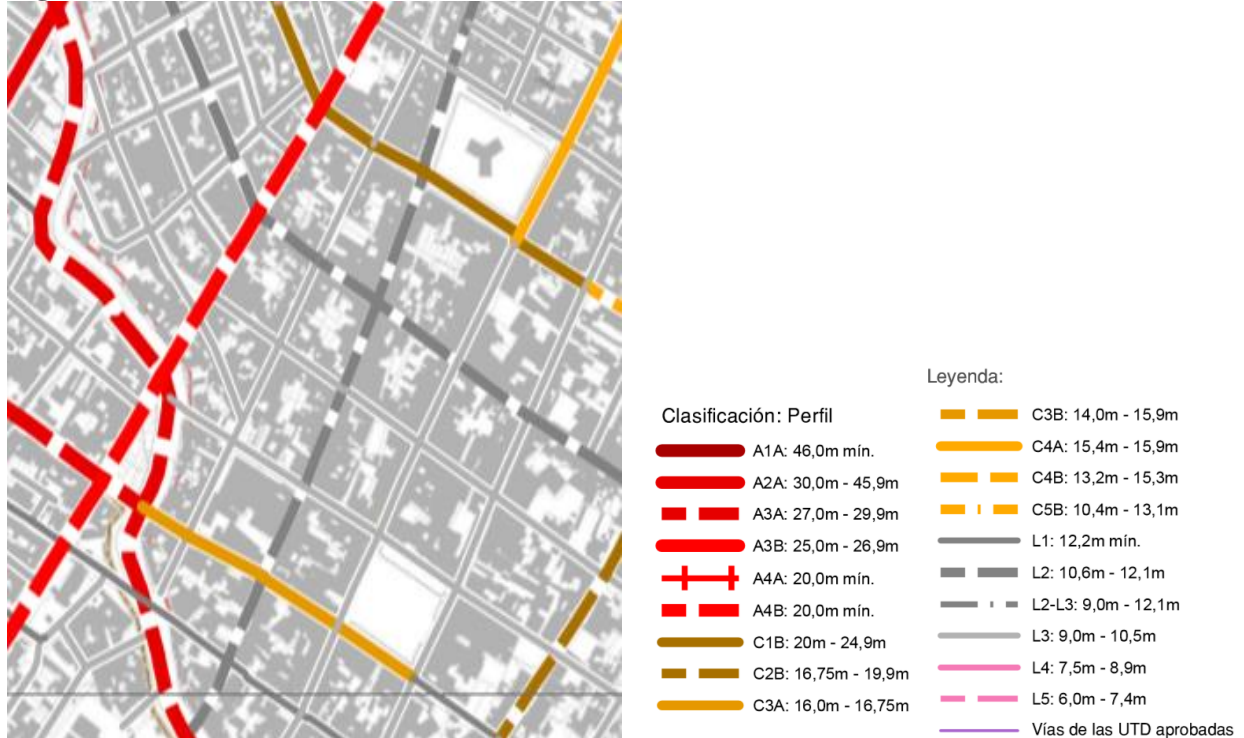 Leyenda:
Clasificación: Perfil
A1A: 46,0m mín.
A2A: 30,0m - 45,9m
A3A: 27,0m - 29,9m
A3B: 25,0m - 26,9m
A4A: 20,0m mín.
A4B: 20,0m mín.
C1B: 20m - 24,9m
C2B: 16,75m - 19,9m
C3A: 16,0m - 16,75m
C3B: 14,0m - 15,9m
C4A: 15,4m - 15,9m
C4B: 13,2m - 15,3m
C5B: 10,4m - 13,1m
L1: 12,2m mín.
L2: 10,6m - 12,1m
L2-L3: 9,0m - 12,1m
L3: 9,0m - 10,5m
L4: 7,5m - 8,9m
L5: 6,0m - 7,4m
Vías de las UTD aprobadas